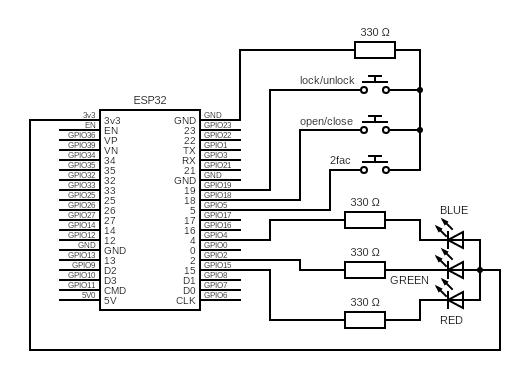 330 Ω
lock/unlock
ESP32
open/close
2fac
3v3 3v3 GND GND
EN EN 23 GPIO23
GPIO36 VP 22 GPIO22
GPIO39 VN TX GPIO1
GPIO34 34 RX GPIO3
GPIO35 35 21 GPIO21
GPIO32 32 GND GND
GPIO33 33 19 GPIO19
GPIO25 25 18 GPIO18
GPIO26 26 5 GPIO5
GPIO27 27 17 GPIO17
GPIO14 14 16 GPIO16
GPIO12 12 4 GPIO4
GND GND 0 GPIO0
GPIO13 13 2 GPIO2
GPIO9 D2 15 GPIO15
GPIO10 D3 D1 GPIO8
GPIO11 CMD D0 GPIO7
5V0 5V CLK GPIO6
330 Ω
BLUE
330 Ω
GREEN
330 Ω
RED